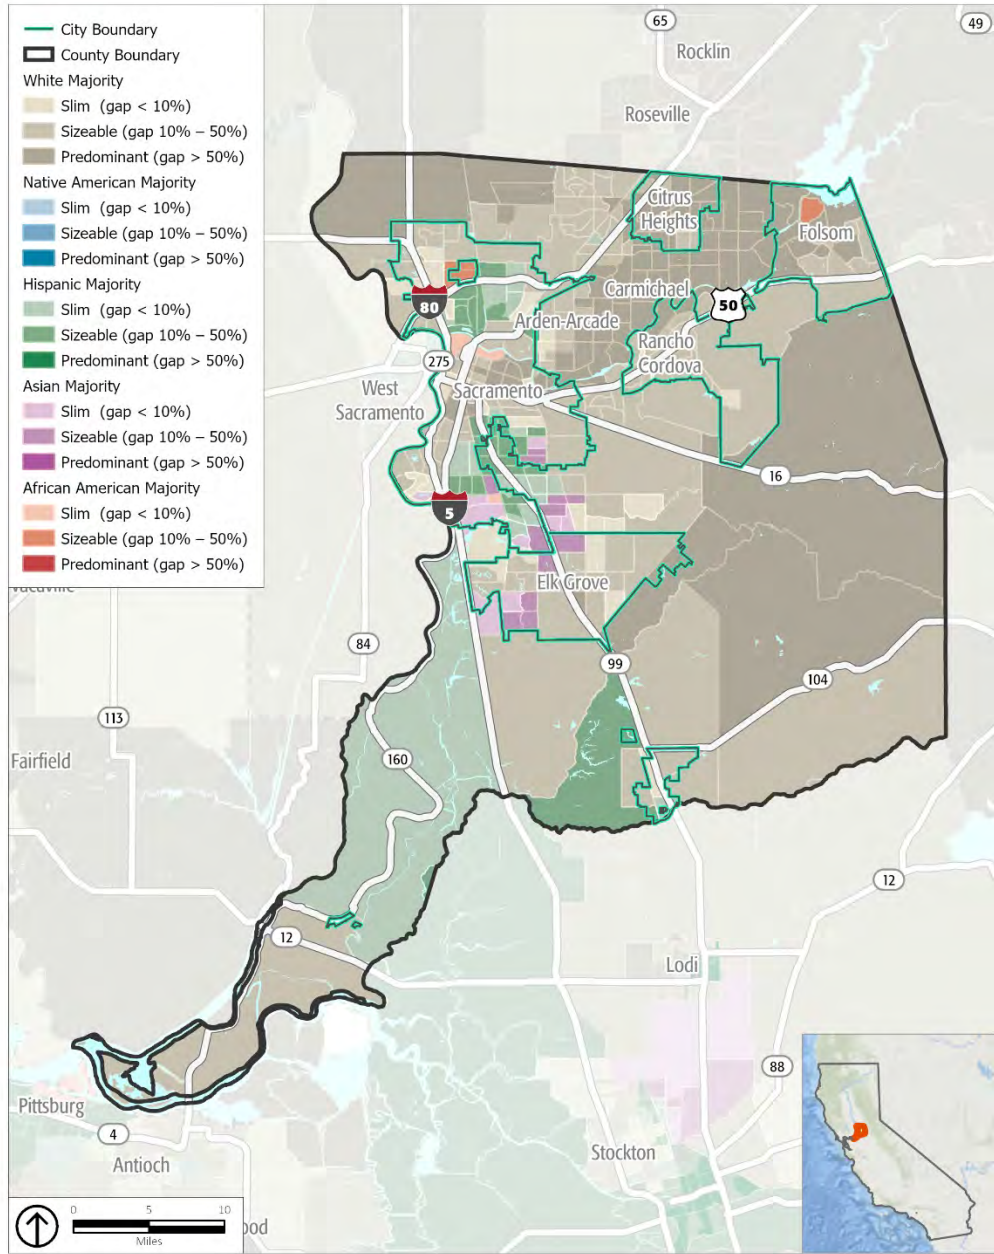 City Boundary
County Boundary
White Majority
Slim (gap < 10%)
Sizeable (gap 10% – 50%)
Predominant (gap > 50%)
Native American Majority
Slim (gap < 10%)
Sizeable (gap 10% – 50%)
Predominant (gap > 50%)
Hispanic Majority
Slim (gap < 10%)
Sizeable (gap 10% – 50%)
Predominant (gap > 50%)
Asian Majority
Slim (gap < 10%)
Sizeable (gap 10% – 50%)
Predominant (gap > 50%)
African American Majority
Slim (gap < 10%)
Sizeable (gap 10% – 50%)
Predominant (gap > 50%)
65
49
Rocklin
Roseville
Citrus
Heights
Folsom
80
Carmichael
50
Arden-Arcade
Rancho
Cordova
275
West
Sacramento
Sacramento
16
5
Elk Grove
84
99
104
113
Fairfield
160
12
12
Lodi
88
Pittsburg
4
Antioch
Stockton
0 5 10
Miles